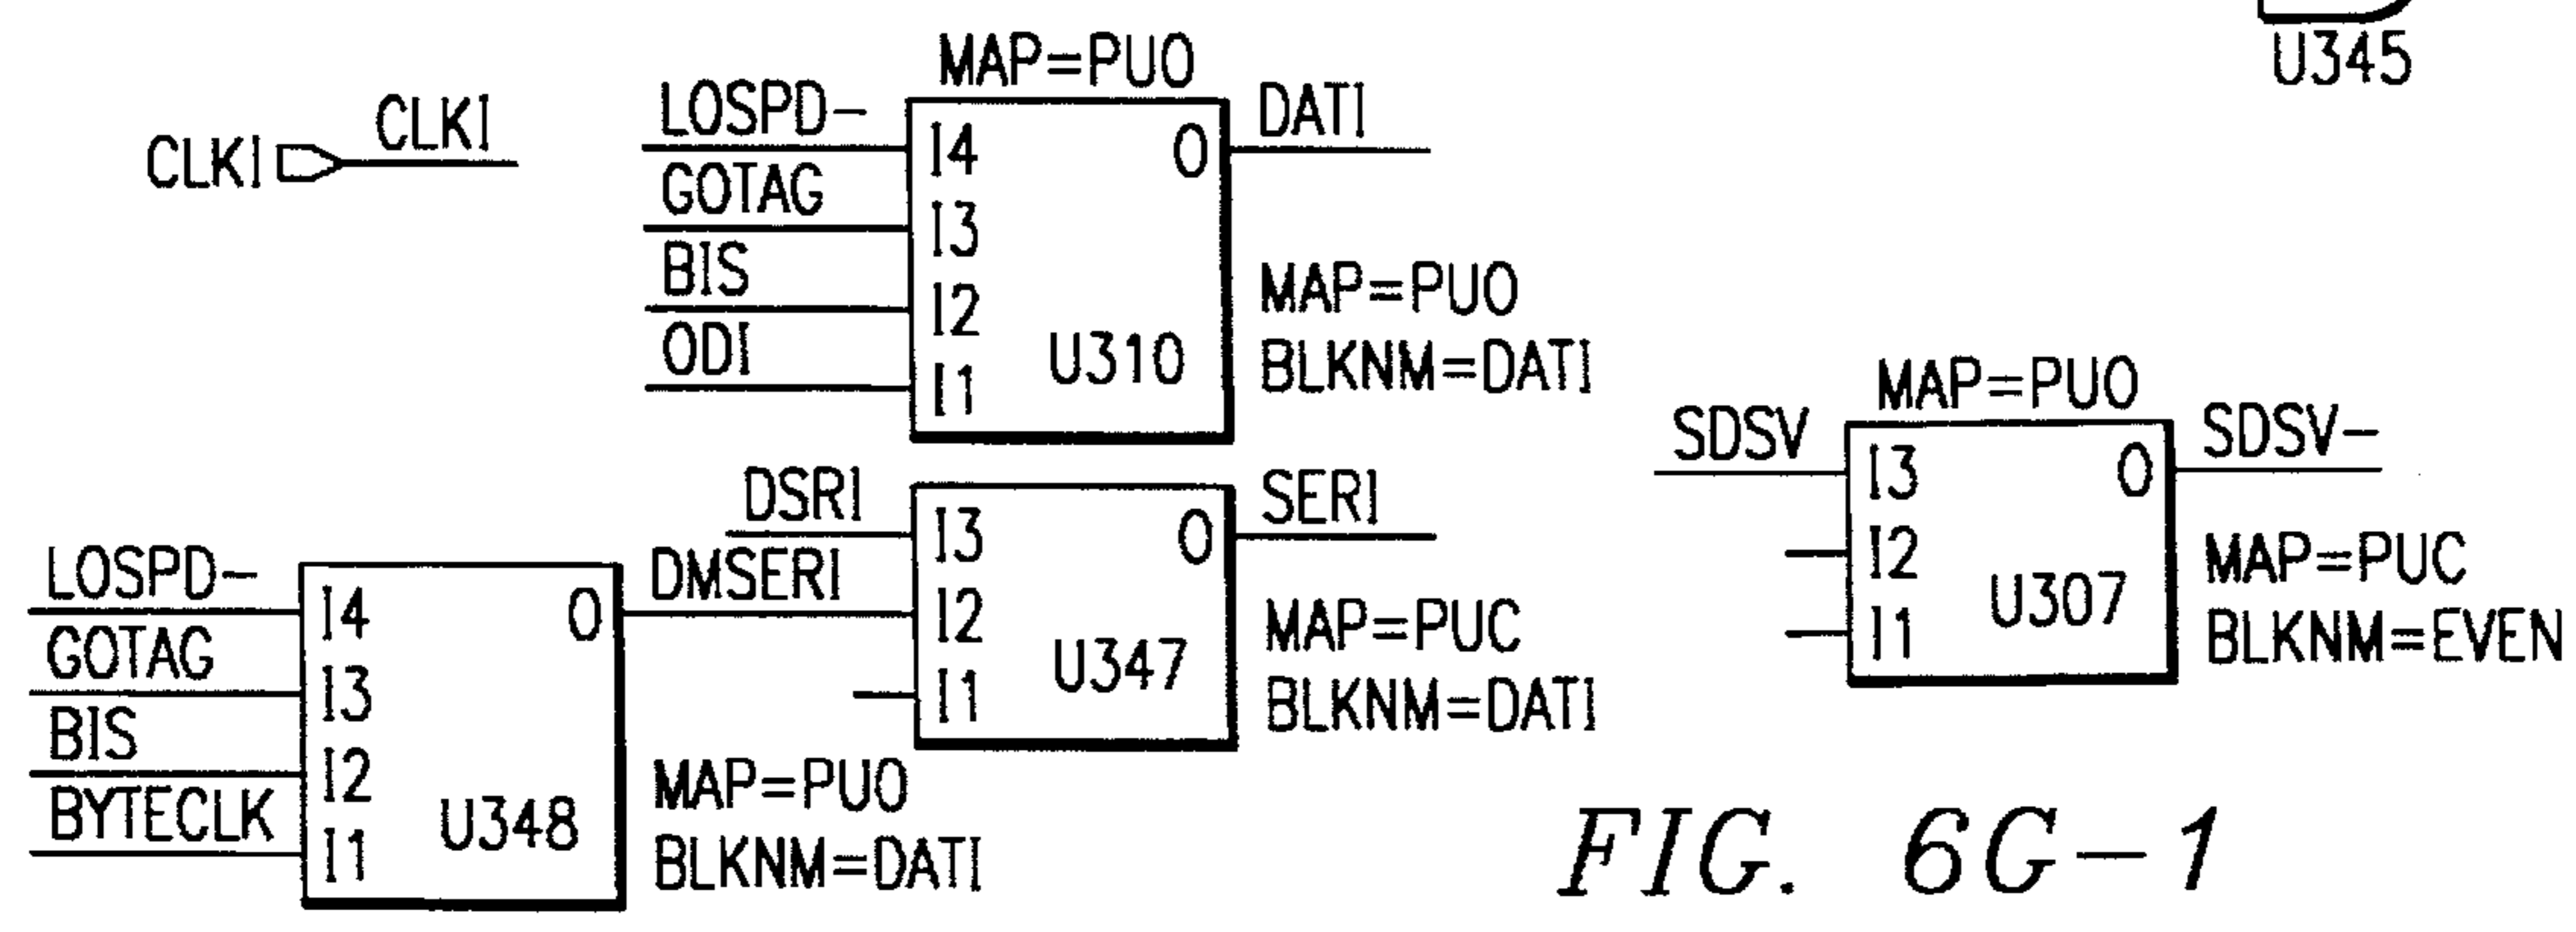 U345
CLKI
CLKI
MAP=PUO
LOSPD-
GOTAG
BIS
ODI
I4
I3
I2
I1
O
U310
DATI
MAP=PUO
BLKNM=DATI
DSRI
DMSERI
I3
I2
I1
O
U347
SERI
MAP=PUC
BLKNM=DATI
LOSPD-
GOTAG
BIS
BYTECLK
I4
I3
I2
I1
O
U348
MAP=PUO
BLKNM=DATI
MAP=PUO
SDSV
I3
I2
I1
O
U307
SDSV-
MAP=PUC
BLKNM=EVEN
FIG. 6G-1